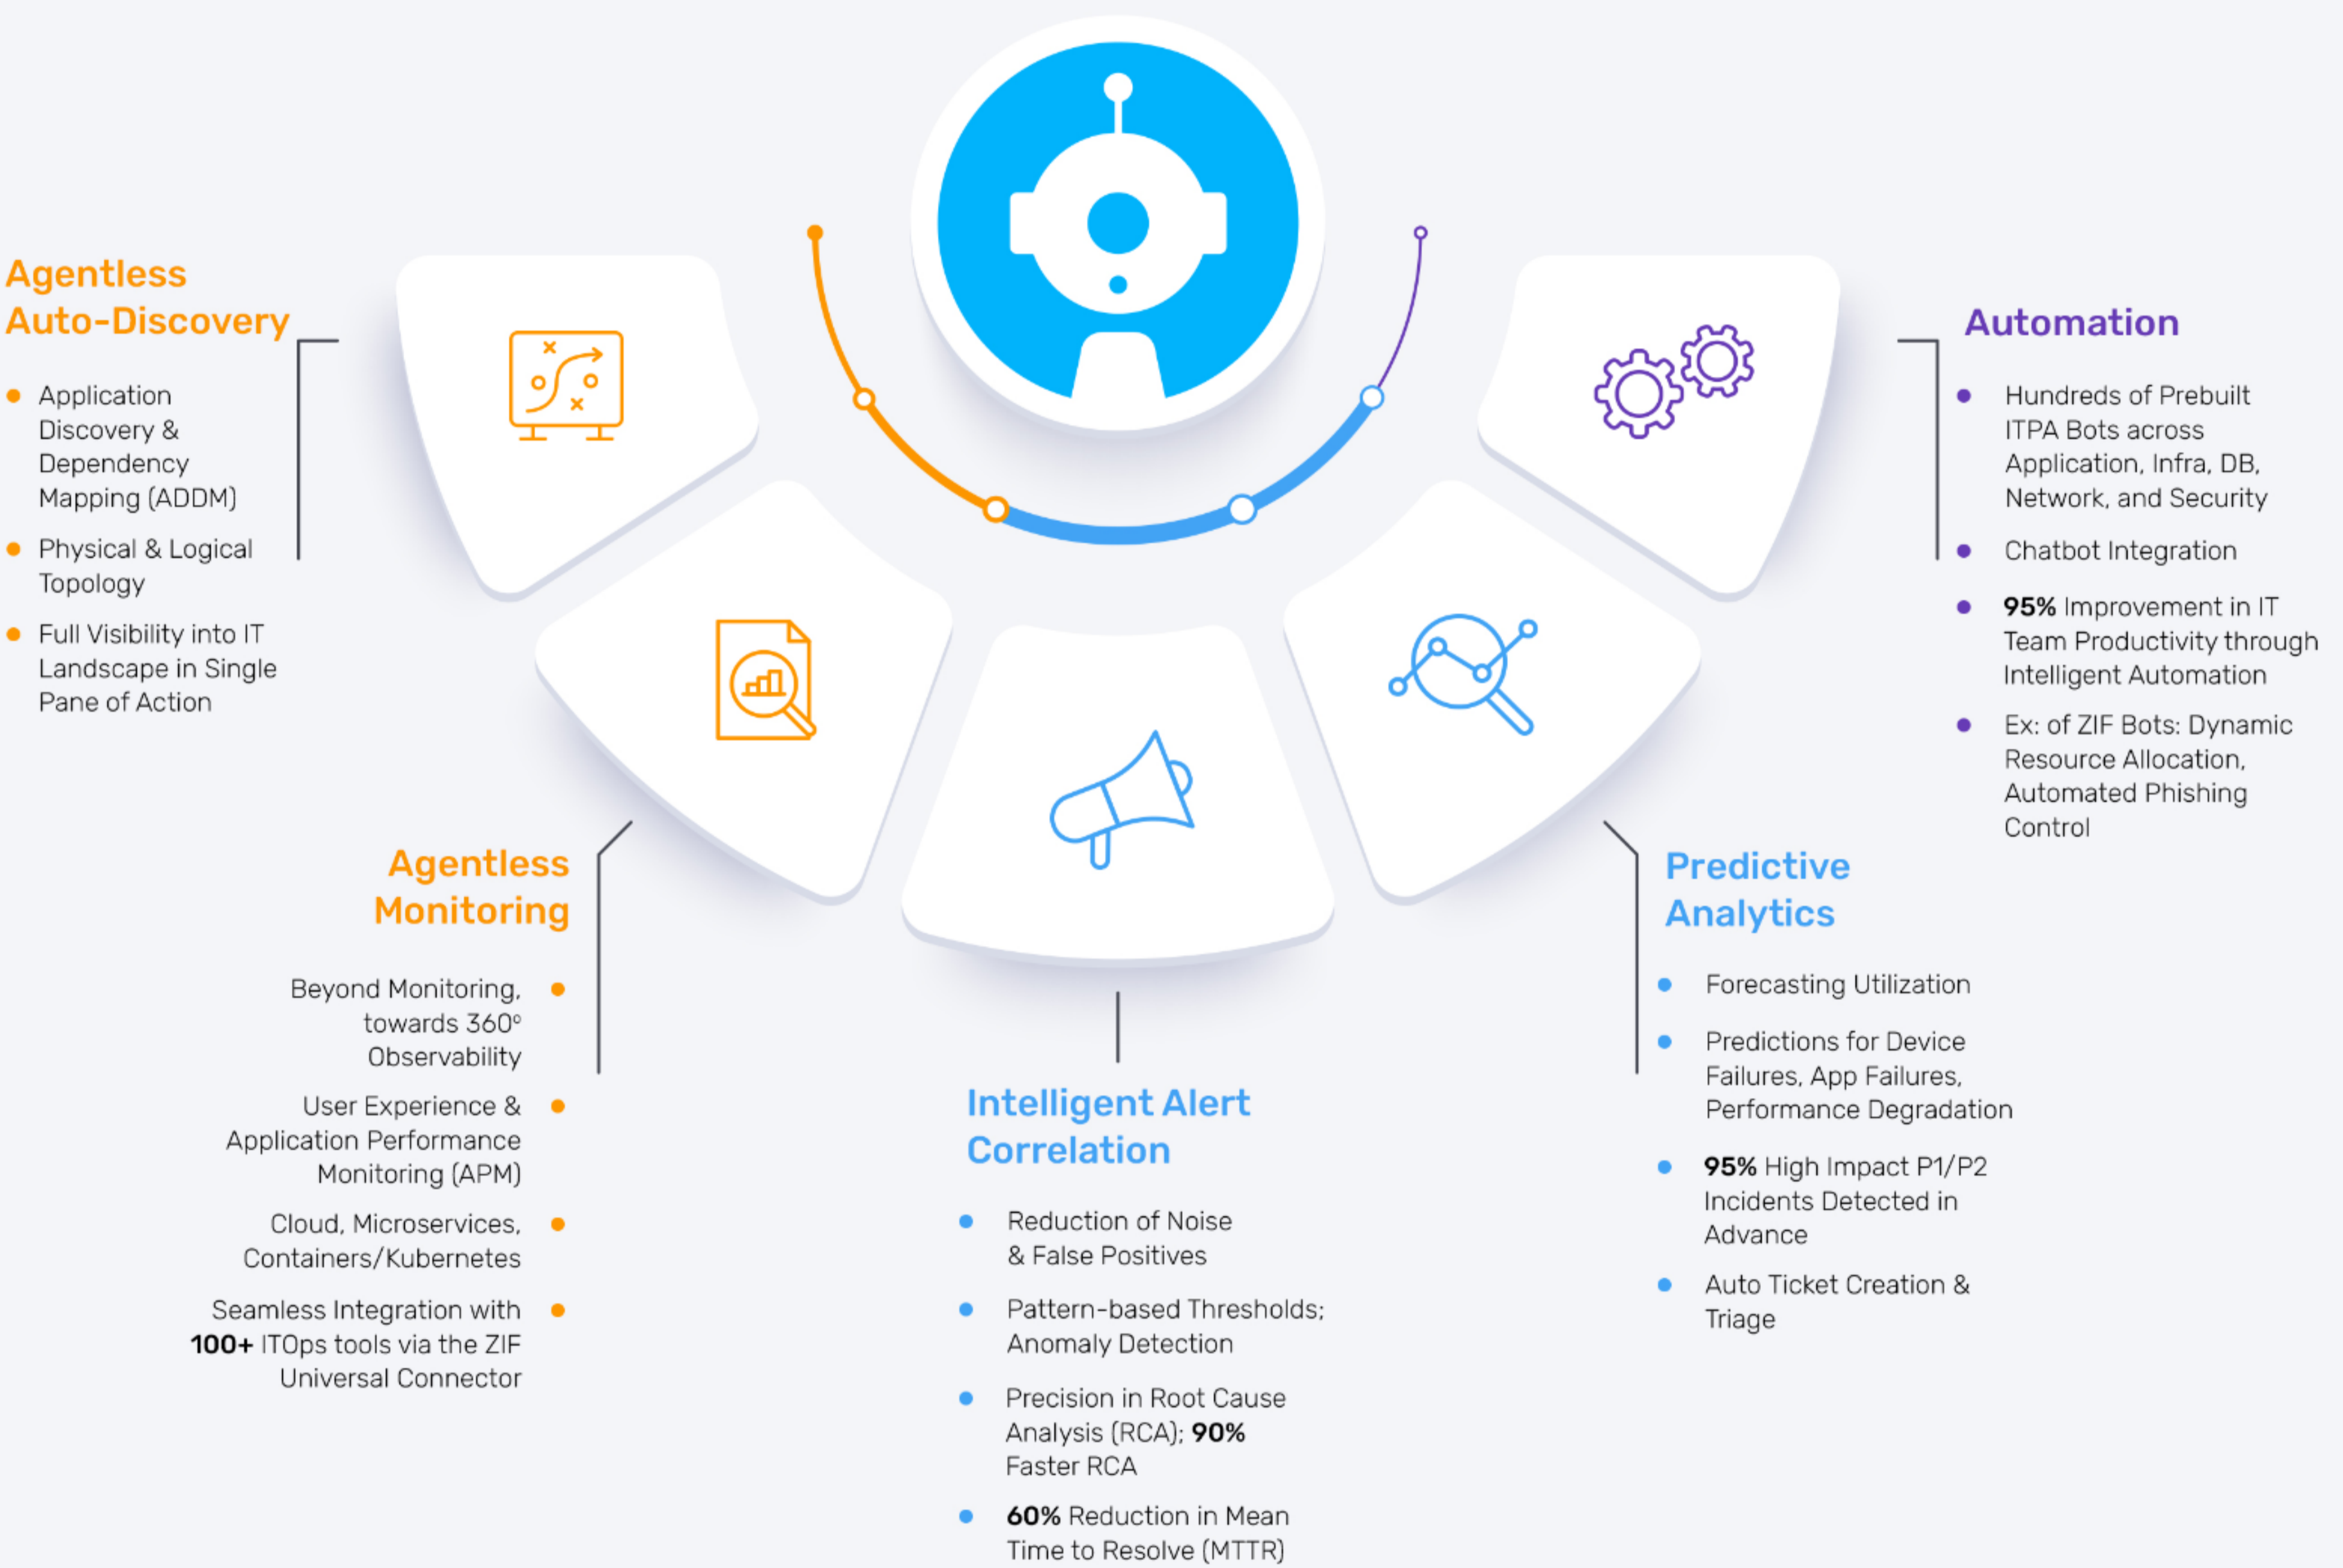 Agentless
Auto-Discovery
Application
Discovery &
Dependency
Mapping (ADDM)
Physical & Logical
Topology
Full Visibility into IT
Landscape in Single
Pane of Action
Agentless
Monitoring
Beyond Monitoring,
towards 360º
Observability
User Experience &
Application Performance
Monitoring (APM)
Cloud, Microservices,
Containers/Kubernetes
Seamless Integration with
100+ ITOps tools via the ZIF
Universal Connector
Intelligent Alert
Correlation
Reduction of Noise
& False Positives
Pattern-based Thresholds;
Anomaly Detection
Precision in Root Cause
Analysis (RCA); 90%
Faster RCA
60% Reduction in Mean
Time to Resolve (MTTR)
Predictive
Analytics
Forecasting Utilization
Predictions for Device
Failures, App Failures,
Performance Degradation
95% High Impact P1/P2
Incidents Detected in
Advance
Auto Ticket Creation &
Triage
Automation
Hundreds of Prebuilt
ITPA Bots across
Application, Infra, DB,
Network, and Security
Chatbot Integration
95% Improvement in IT
Team Productivity through
Intelligent Automation
Ex: of ZIF Bots: Dynamic
Resource Allocation,
Automated Phishing
Control